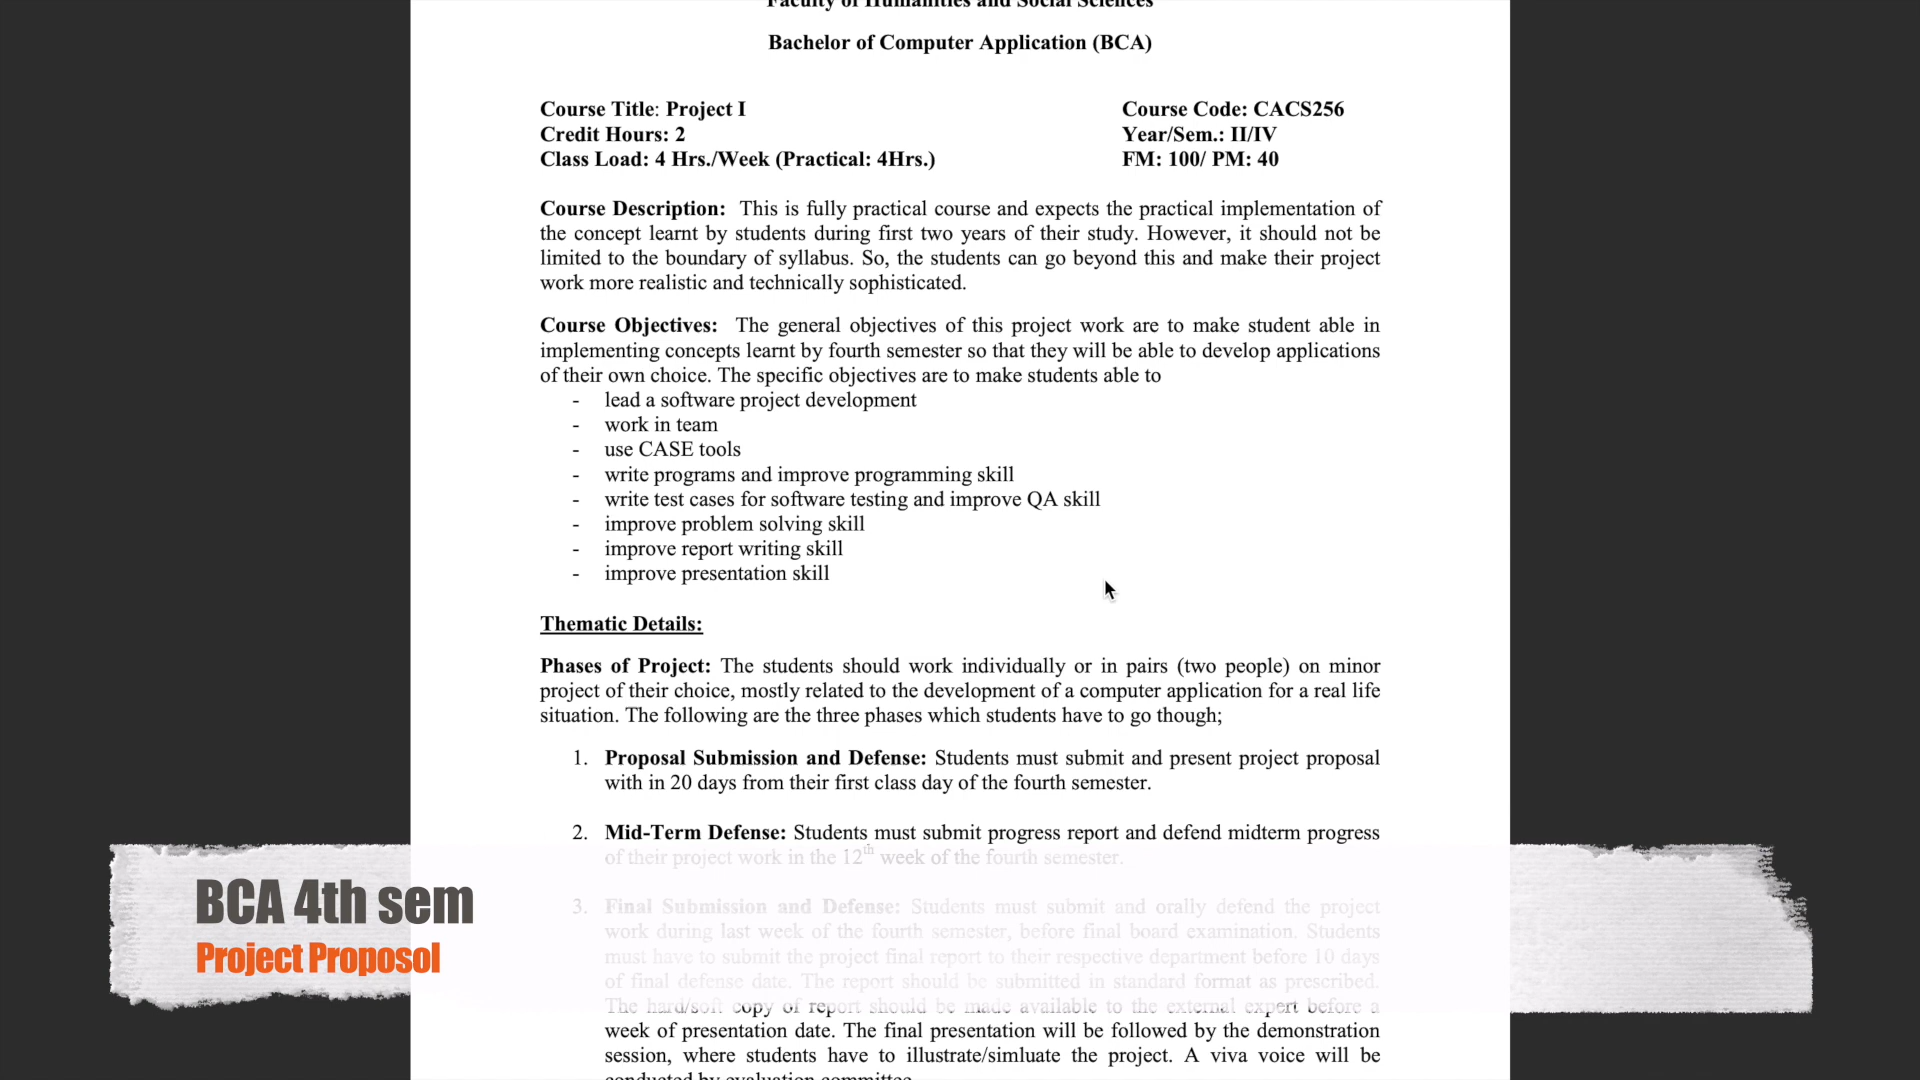 Faculty of Humanities and Social Sciences
Bachelor of Computer Application (BCA)
Course Title: Project I
Course Code: CACS256
Credit Hours: 2
Year/Sem.: II/IV
Class Load: 4 Hrs./Week (Practical: 4Hrs.)
FM: 100/ PM: 40
Course Description: This is fully practical course and expects the practical implementation of
the concept learnt by students during first two years of their study. However, it should not be
limited to the boundary of syllabus. So, the students can go beyond this and make their project
work more realistic and technically sophisticated.
Course Objectives: The general objectives of this project work are to make student able in
implementing concepts learnt by fourth semester so that they will be able to develop applications
of their own choice. The specific objectives are to make students able to
- lead a software project development
- work in team
- use CASE tools
- write programs and improve programming skill
- write test cases for software testing and improve QA skill
- improve problem solving skill
- improve report writing skill
- improve presentation skill
Thematic Details:
Phases of Project: The students should work individually or in pairs (two people) on minor
project of their choice, mostly related to the development of a computer application for a real life
situation. The following are the three phases which students have to go though;
1. Proposal Submission and Defense: Students must submit and present project proposal
with in 20 days from their first class day of the fourth semester.
2. Mid-Term Defense: Students must submit progress report and defend midterm progress
of their project work in the 12th week of the fourth semester.
3. Final Submission and Defense: Students must submit and orally defend the project
work during last week of the fourth semester, before final board examination. Students
must have to submit the project final report to their respective department before 10 days
of final defense date. The report should be submitted in standard format as prescribed.
The hard/soft copy of report should be made available to the external expert before a
week of presentation date. The final presentation will be followed by the demonstration
session, where students have to illustrate/simluate the project. A viva voice will be
conducted by evaluation committee.
BCA 4th sem
Project Proposol